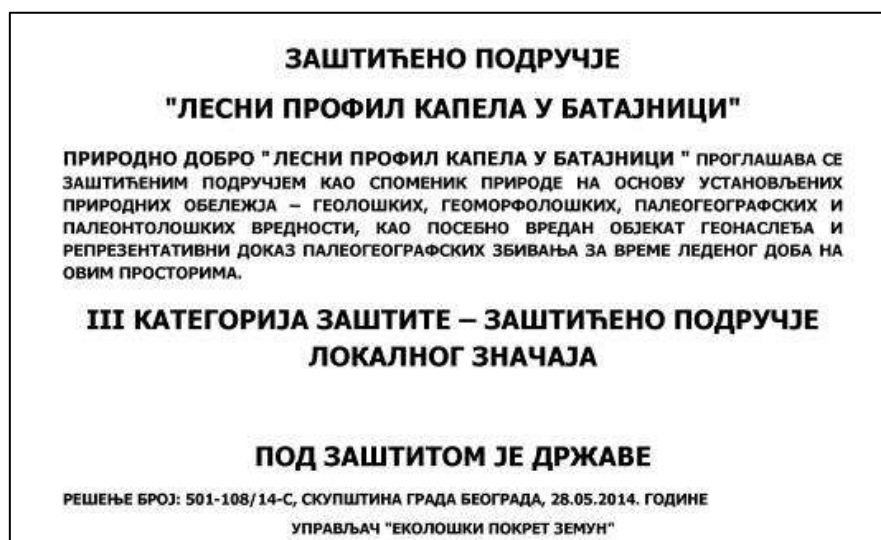 ЗАШТИЋЕНО ПОДРУЧЈЕ
"ЛЕСНИ ПРОФИЛ КАПЕЛА У БАТАЈНИЦИ"
ПРИРОДНО ДОБРО " ЛЕСНИ ПРОФИЛ КАПЕЛА У БАТАЈНИЦИ " ПРОГЛАШАВА СЕ
ЗАШТИЋЕНИМ ПОДРУЧЈЕМ КАО СПОМЕНИК ПРИРОДЕ НА ОСНОВУ УСТАНОВЉЕНИХ
ПРИРОДНИХ ОБЕЛЕЖЈА – ГЕОЛОШКИХ, ГЕОМОРФОЛОШКИХ, ПАЛЕОГЕОГРАФСКИХ И
ПАЛЕОНТОЛОШКИХ ВРЕДНОСТИ, КАО ПОСЕБНО ВРЕДАН ОБЈЕКАТ ГЕОНАСЛЕЂА И
РЕПРЕЗЕНТАТИВНИ ДОКАЗ ПАЛЕОГЕОГРАФСКИХ ЗБИВАЊА ЗА ВРЕМЕ ЛЕДЕНОГ ДОБА НА
ОВИМ ПРОСТОРИМА.
III КАТЕГОРИЈА ЗАШТИТЕ – ЗАШТИЋЕНО ПОДРУЧЈЕ
ЛОКАЛНОГ ЗНАЧАЈА
ПОД ЗАШТИТОМ ЈЕ ДРЖАВЕ
РЕШЕЊЕ БРОЈ: 501-108/14-С, СКУПШТИНА ГРАДА БЕОГРАДА, 28.05.2014. ГОДИНЕ
УПРАВЉАЧ "ЕКОЛОШКИ ПОКРЕТ ЗЕМУН"